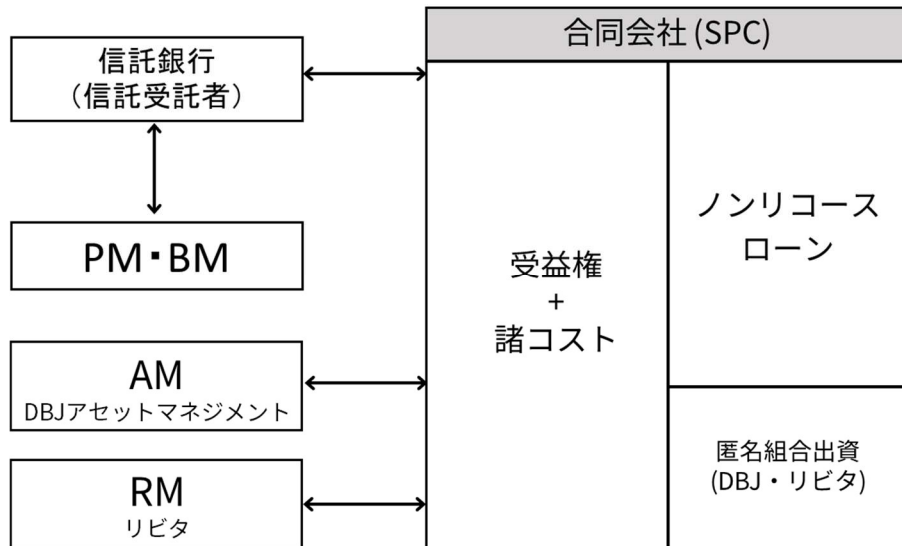 合同会社 (SPC)
信託銀行
（信託受託者）
PM・BM
AM
DBJアセットマネジメント
RM
リビタ
受益権
+
諸コスト
ノンリコース
ローン
匿名組合出資
(DBJ・リビタ)